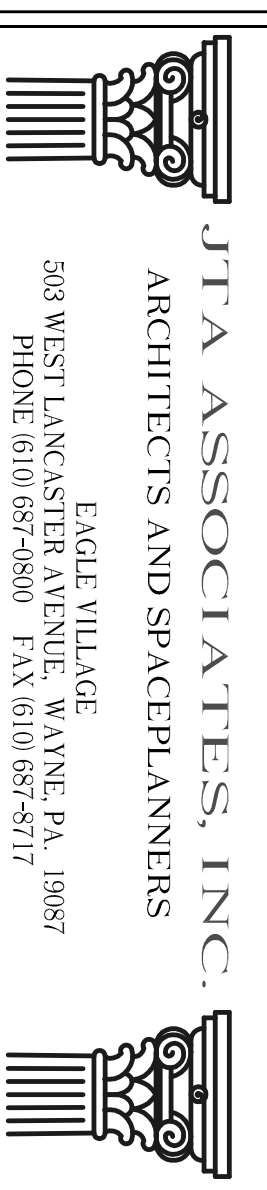 JTA ASSOCIATES, INC.
ARCHITECTS AND SPACEPLANNERS
EAGLE VILLAGE
503 WEST LANCASTER AVENUE, WAYNE, PA. 19087
PHONE (610) 687-0800 FAX (610) 687-8717